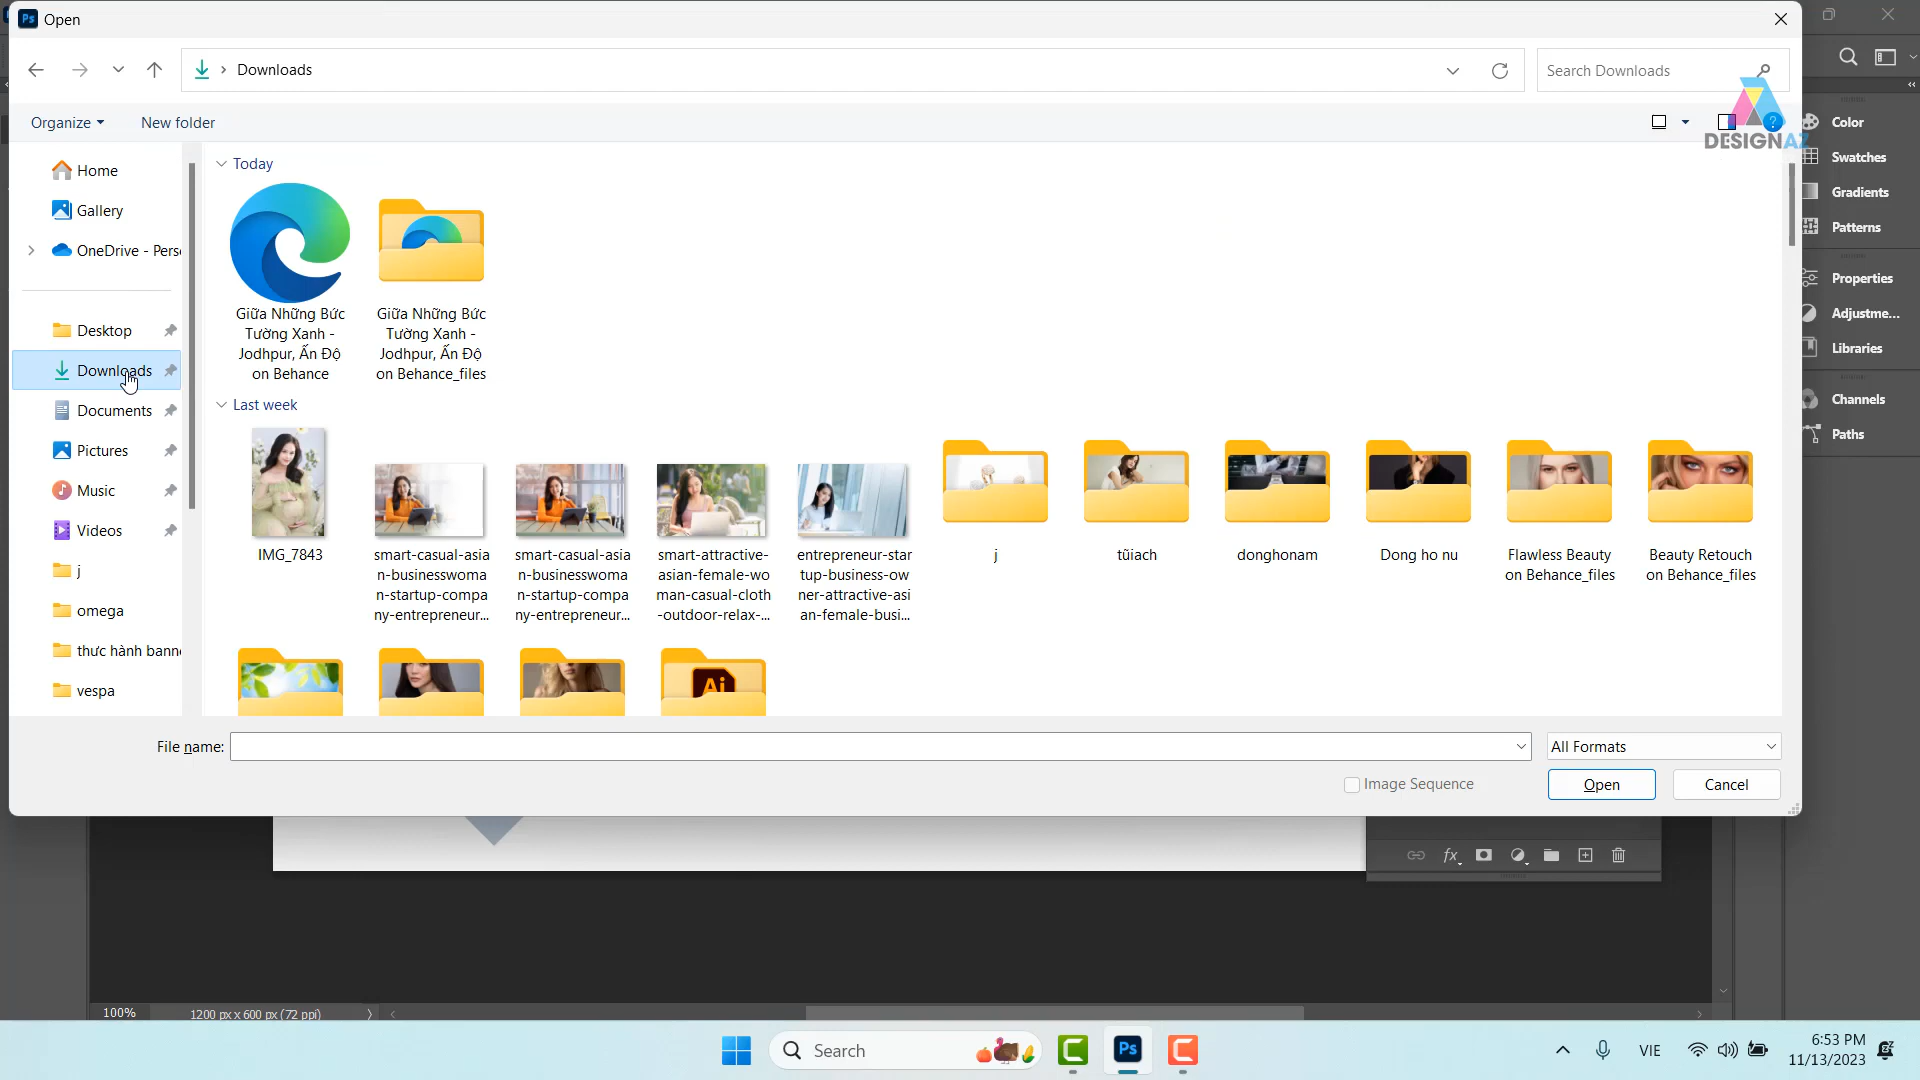 Ps Open
Downloads
Search Downloads
Organize
New folder
?
DESIGNAZ
Home
Gallery
OneDrive - Pers
Desktop
Downloads
Documents
Pictures
Music
Videos
j
omega
thưc hành bann
vespa
Today
Giữa Những Bức
Tường Xanh -
Jodhpur, Ấn Độ
on Behance
Giữa Những Bức
Tường Xanh -
Jodhpur, Ấn Độ
on Behance_files
Last week
IMG_7843
smart-casual-asia
n-businesswoma
n-startup-compa
ny-entrepreneur...
smart-casual-asia
n-businesswoma
n-startup-compa
ny-entrepreneur...
smart-attractive-
asian-female-wo
man-casual-cloth
-outdoor-relax-...
entrepreneur-star
tup-business-ow
ner-attractive-asi
an-female-busi...
j
tũiach
donghonam
Dong ho nu
Flawless Beauty
on Behance_files
Beauty Retouch
on Behance_files
Ai
File name:
All Formats
Image Sequence
Open
Cancel
Color
Swatches
Gradients
Patterns
Properties
Adjustme...
Libraries
Channels
Paths
fx
100%
1200 px x 600 px (72 ppi)
Search
Ps
VIE
6:53 PM
11/13/2023